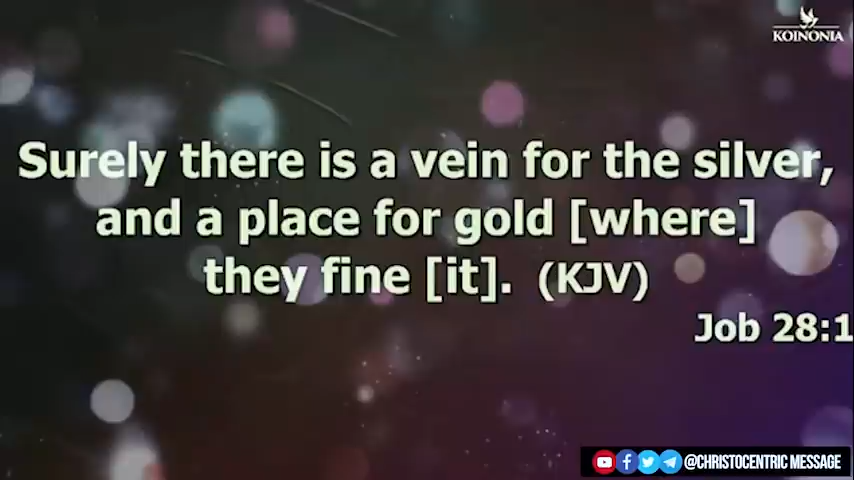 KOINONIA
Surely there is a vein for the silver,
and a place for gold [where]
they fine [it]. (KJV)
Job 28:1
@CHRISTOCENTRIC MESSAGE